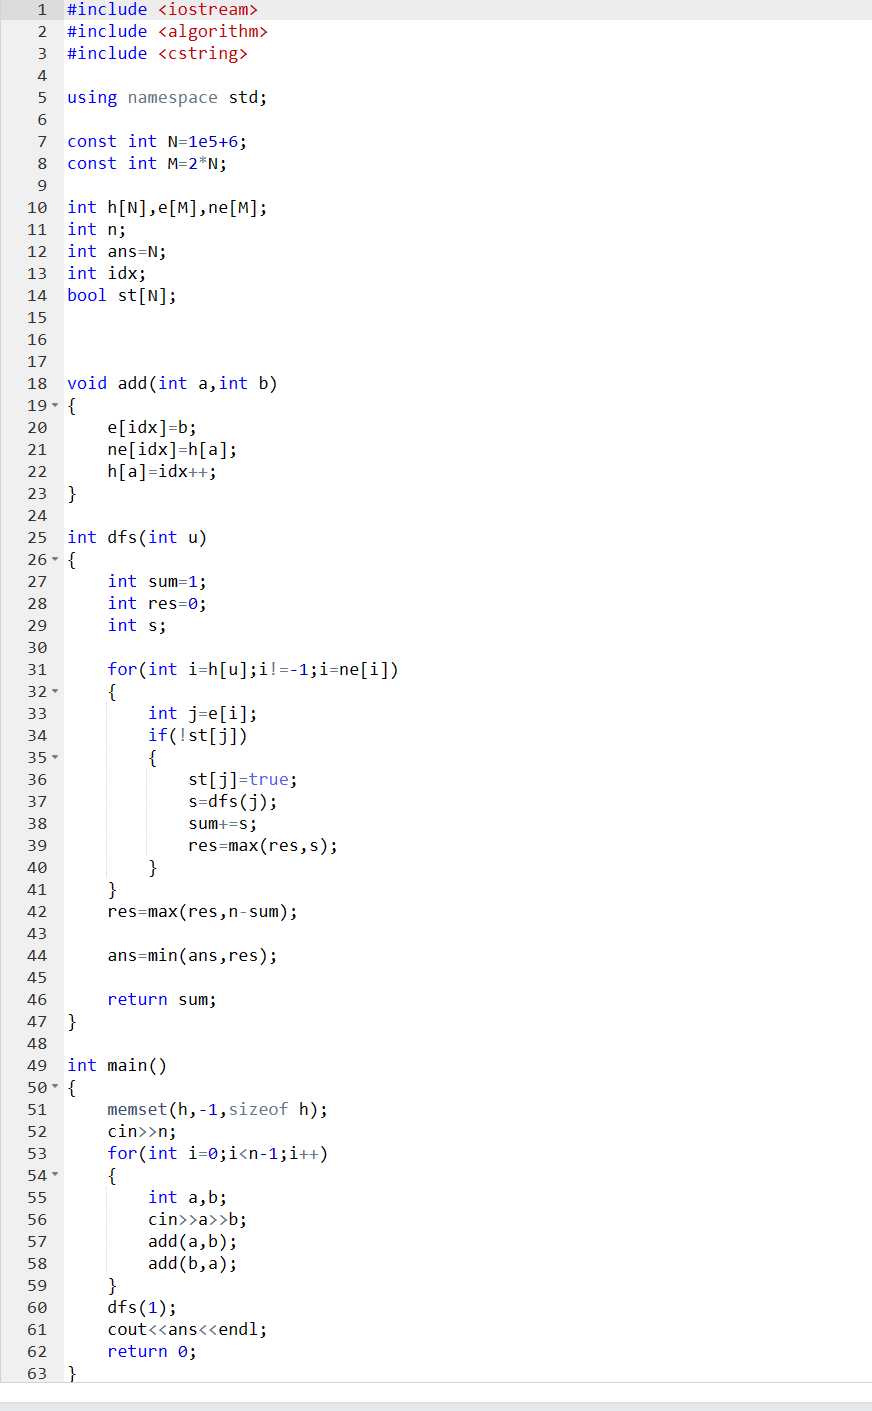 1 #include <iostream>
2 #include <algorithm>
3 #include <cstring>
4
5 using namespace std;
6
7 const int N=1e5+6;
8 const int M=2*N;
9
10 int h[N],e[M],ne[M];
11 int n;
12 int ans=N;
13 int idx;
14 bool st[N];
15
16
17
18 void add(int a,int b)
19 {
20     e[idx]=b;
21     ne[idx]=h[a];
22     h[a]=idx++;
23 }
24
25 int dfs(int u)
26 {
27     int sum=1;
28     int res=0;
29     int s;
30
31     for(int i=h[u];i!=-1;i=ne[i])
32     {
33         int j=e[i];
34         if(!st[j])
35         {
36             st[j]=true;
37             s=dfs(j);
38             sum+=s;
39             res=max(res,s);
40         }
41     }
42     res=max(res,n-sum);
43
44     ans=min(ans,res);
45
46     return sum;
47 }
48
49 int main()
50 {
51     memset(h,-1,sizeof h);
52     cin>>n;
53     for(int i=0;i<n-1;i++)
54     {
55         int a,b;
56         cin>>a>>b;
57         add(a,b);
58         add(b,a);
59     }
60     dfs(1);
61     cout<<ans<<endl;
62     return 0;
63 }